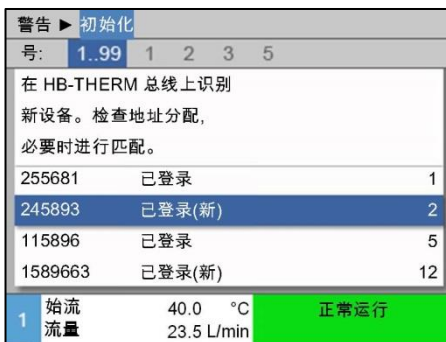 警告 ▶ 初始化
号: 1..99 1 2 3 5
在 HB-THERM 总线上识别
新设备。检查地址分配,
必要时进行匹配。
255681 已登录 1
245893 已登录(新) 2
115896 已登录 5
1589663 已登录(新) 12
1 始流 40.0 °C 正常运行
流量 23.5 L/min